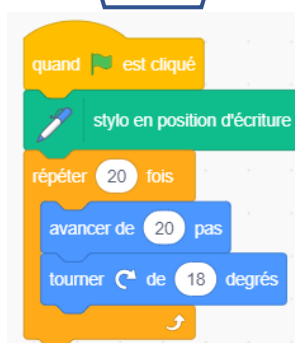 quand est cliqué
stylo en position d'écriture
répéter 20 fois
avancer de 20 pas
tourner de 18 degrés